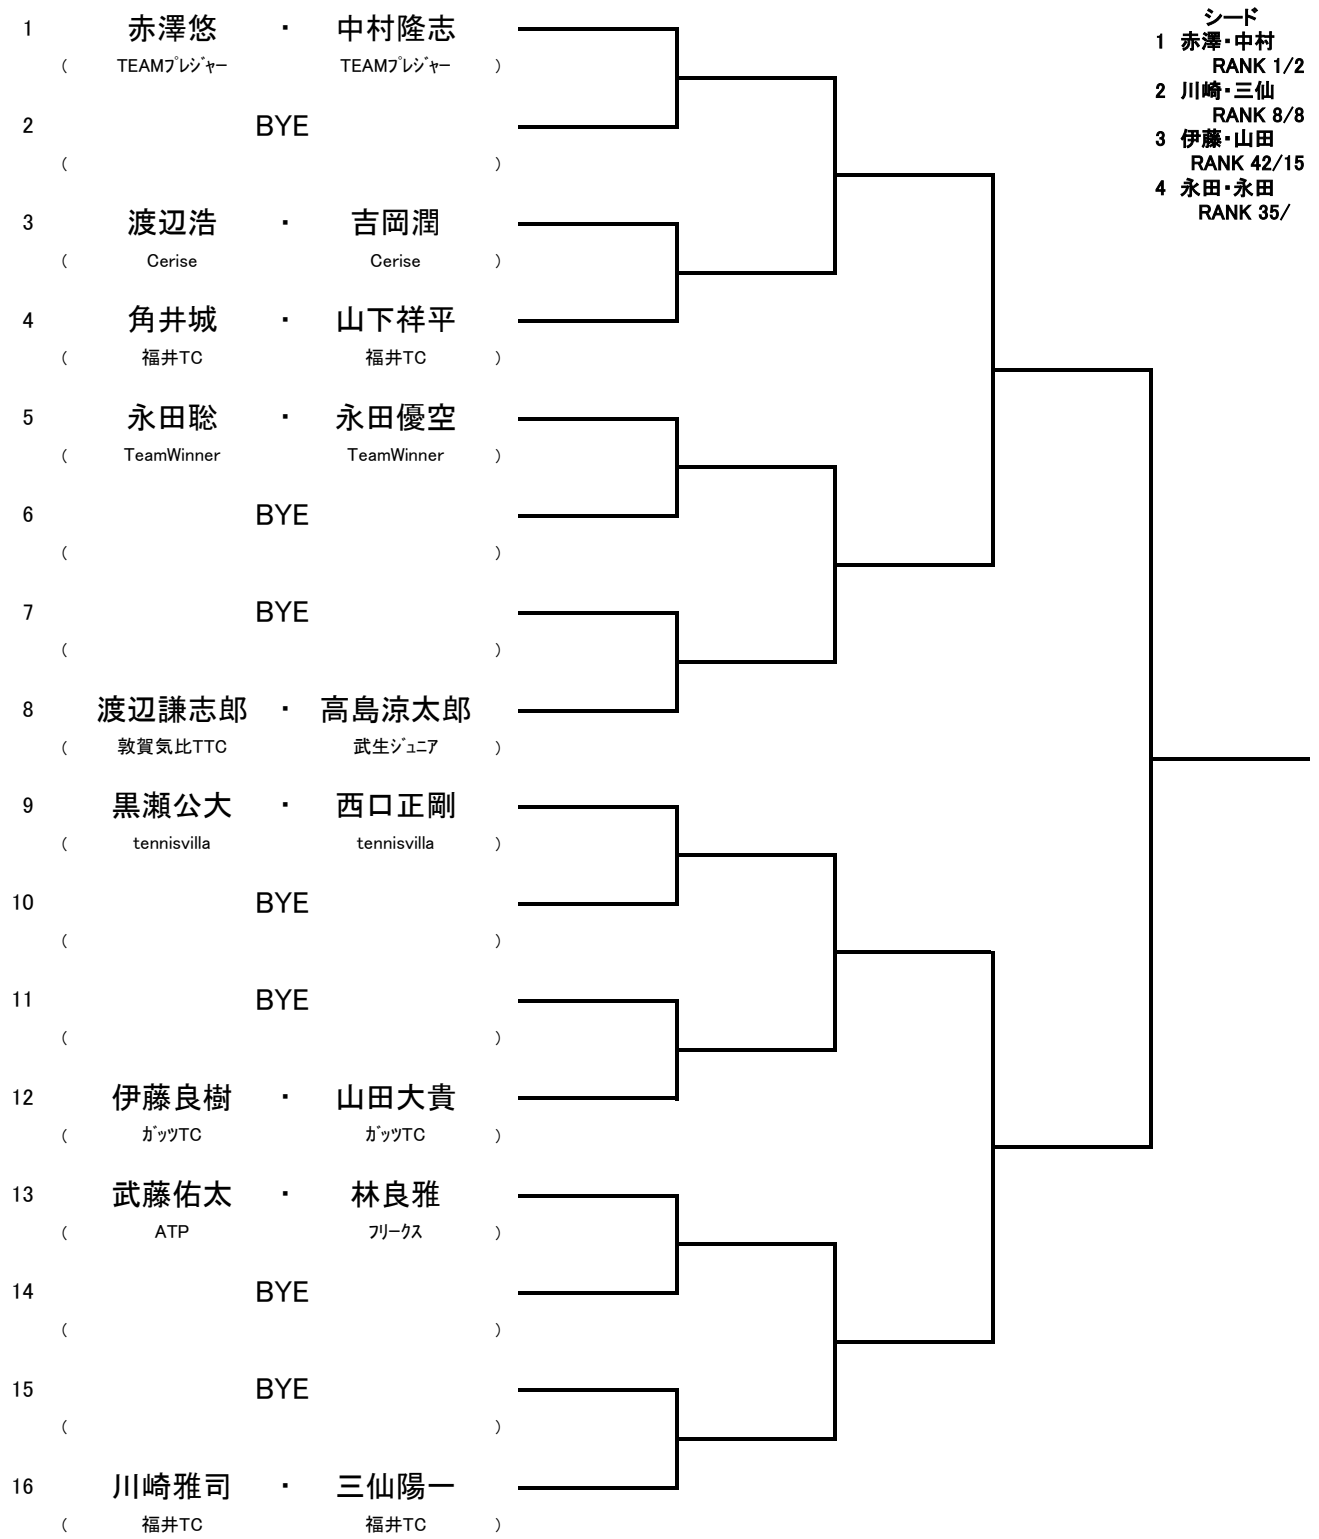 1 赤澤悠 ・ 中村隆志
( TEAMﾌﾟﾚｼﾞｬｰ TEAMﾌﾟﾚｼﾞｬｰ )
2 BYE
( )
3 渡辺浩 ・ 吉岡潤
( Cerise Cerise )
4 角井城 ・ 山下祥平
( 福井TC 福井TC )
5 永田聡 ・ 永田優空
( TeamWinner TeamWinner )
6 BYE
( )
7 BYE
( )
8 渡辺謙志郎 ・ 高島涼太郎
( 敦賀気比TTC 武生ｼﾞｭﾆｱ )
9 黒瀬公大 ・ 西口正剛
( tennisvilla tennisvilla )
10 BYE
( )
11 BYE
( )
12 伊藤良樹 ・ 山田大貴
( ｶﾞｯﾂTC ｶﾞｯﾂTC )
13 武藤佑太 ・ 林良雅
( ATP ﾌﾘｰｸｽ )
14 BYE
( )
15 BYE
( )
16 川崎雅司 ・ 三仙陽一
( 福井TC 福井TC )
シード
1 赤澤・中村
RANK 1/2
2 川崎・三仙
RANK 8/8
3 伊藤・山田
RANK 42/15
4 永田・永田
RANK 35/